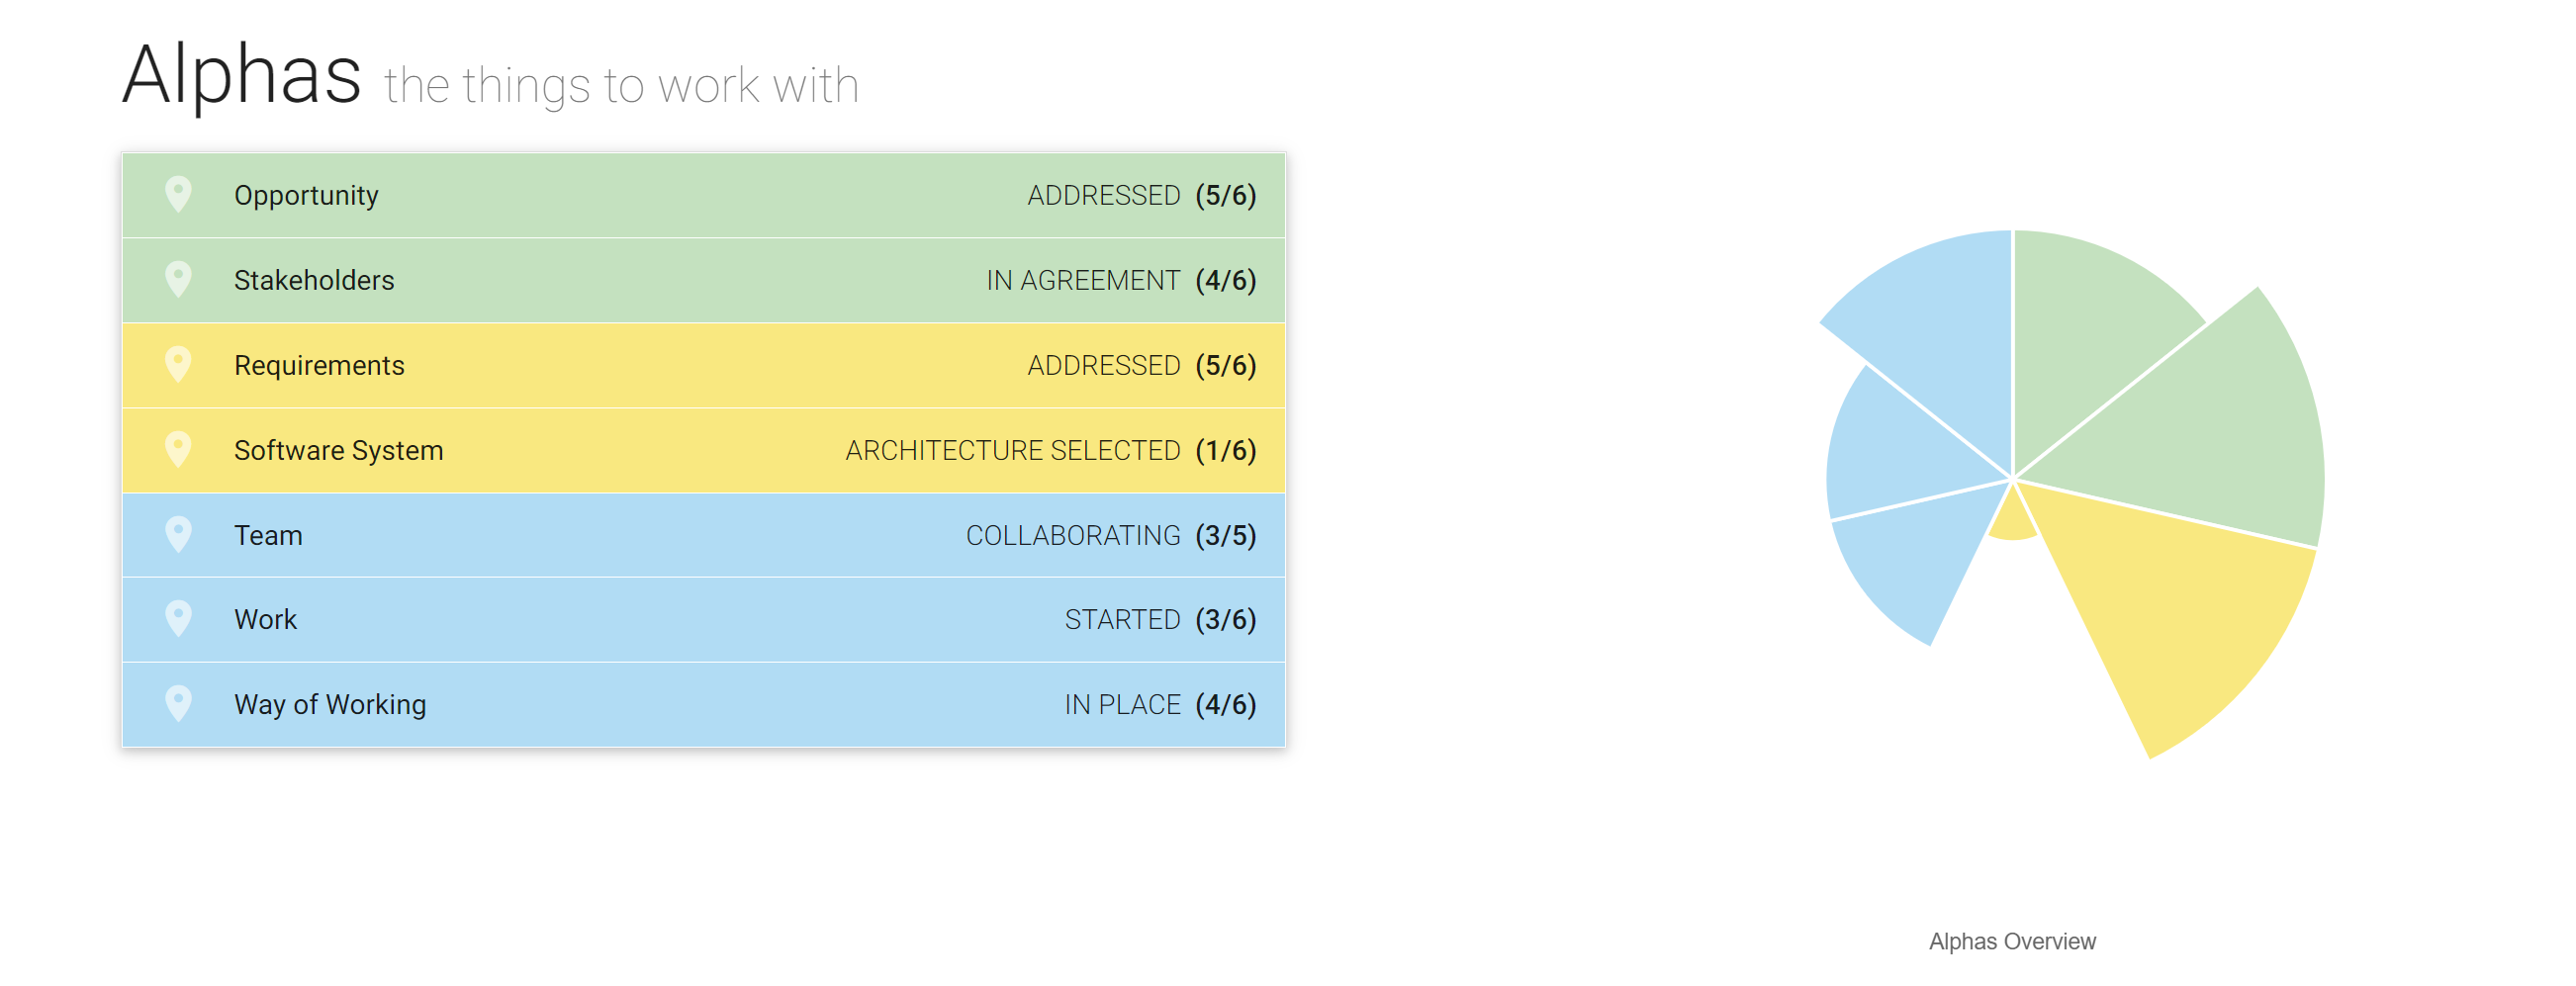 Alphas the things to work with
Opportunity ADDRESSED (5/6)
Stakeholders IN AGREEMENT (4/6)
Requirements ADDRESSED (5/6)
Software System ARCHITECTURE SELECTED (1/6)
Team COLLABORATING (3/5)
Work STARTED (3/6)
Way of Working IN PLACE (4/6)
Alphas Overview